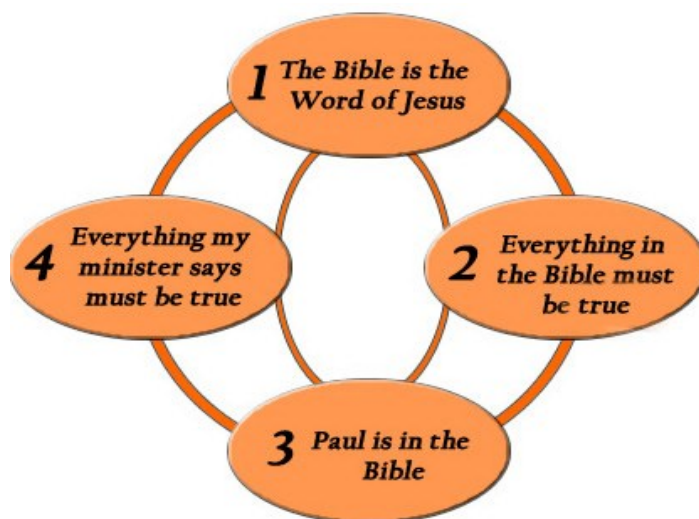 1 The Bible is the
Word of Jesus
2 Everything in
the Bible must
be true
3 Paul is in the
Bible
4 Everything my
minister says
must be true